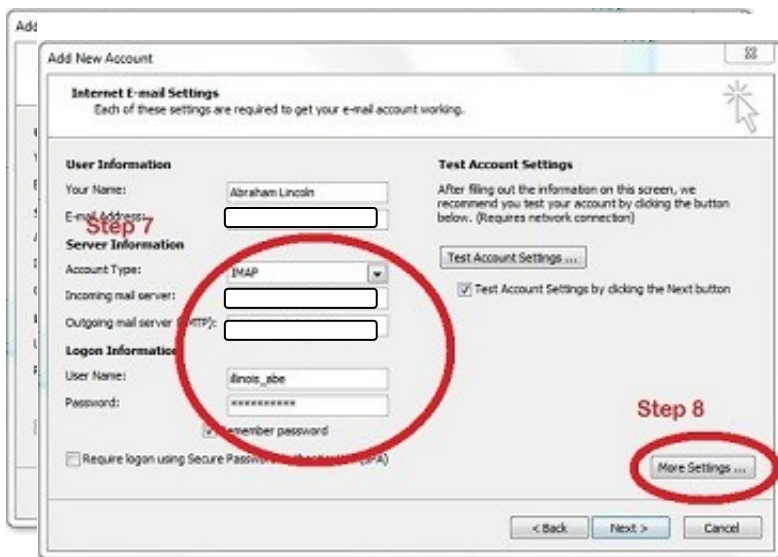 Add
Add New Account
Internet E-mail Settings
Each of these settings are required to get your e-mail account working.
User Information
Your Name: Abraham Lincoln
E-mail Address:
Step 7
Server Information
Account Type: IMAP
Incoming mail server:
Outgoing mail server (SMTP):
Logon Information
User Name: illinois_abe
Password: **********
Remember password
Require logon using Secure Password Authentication (SPA)
Test Account Settings
After filling out the information on this screen, we
recommend you test your account by clicking the button
below. (Requires network connection)
Test Account Settings ...
Test Account Settings by clicking the Next button
Step 8
More Settings ...
< Back Next > Cancel